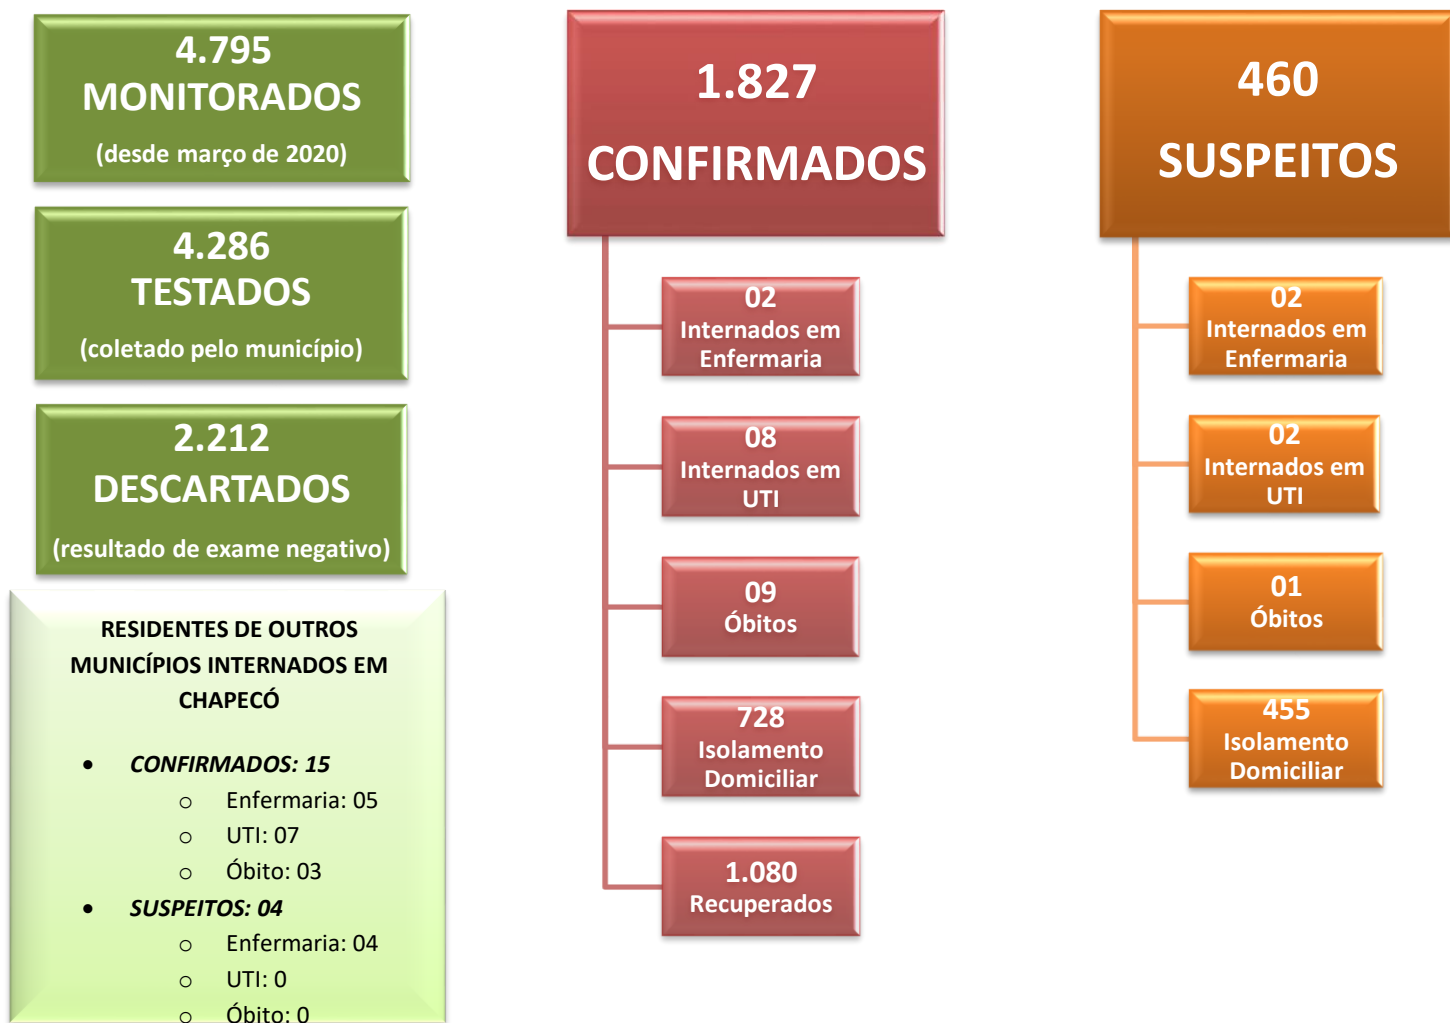 4.795
MONITORADOS
(desde março de 2020)
4.286
TESTADOS
(coletado pelo município)
2.212
DESCARTADOS
(resultado de exame negativo)
RESIDENTES DE OUTROS
MUNICÍPIOS INTERNADOS EM
CHAPECÓ
• CONFIRMADOS: 15
o Enfermaria: 05
o UTI: 07
o Óbito: 03
• SUSPEITOS: 04
o Enfermaria: 04
o UTI: 0
o Óbito: 0
1.827
CONFIRMADOS
02
Internados em
Enfermaria
08
Internados em
UTI
09
Óbitos
728
Isolamento
Domiciliar
1.080
Recuperados
460
SUSPEITOS
02
Internados em
Enfermaria
02
Internados em
UTI
01
Óbitos
455
Isolamento
Domiciliar